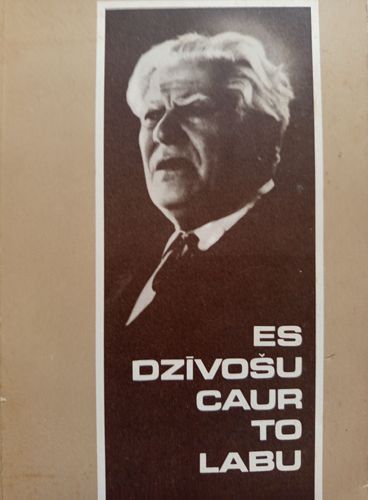 ES
DZĪVOŠU
CAUR
TO
LABU